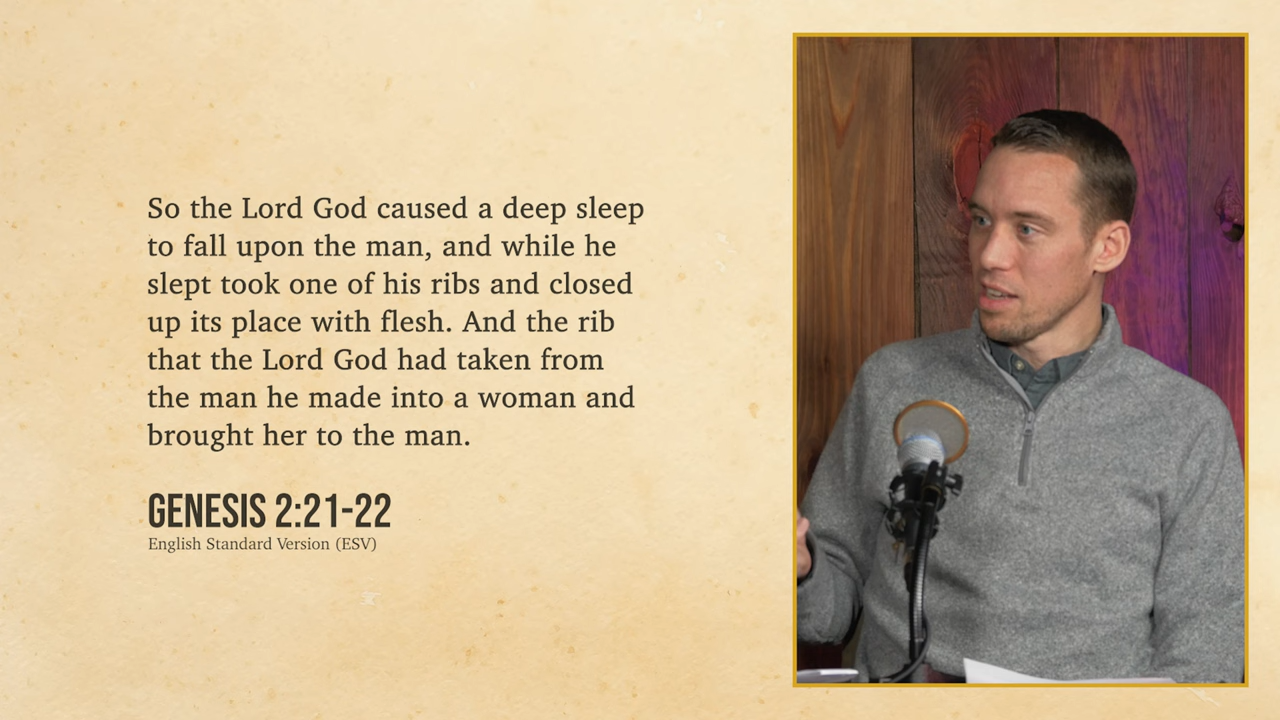 So the Lord God caused a deep sleep
to fall upon the man, and while he
slept took one of his ribs and closed
up its place with flesh. And the rib
that the Lord God had taken from
the man he made into a woman and
brought her to the man.
GENESIS 2:21-22
English Standard Version (ESV)